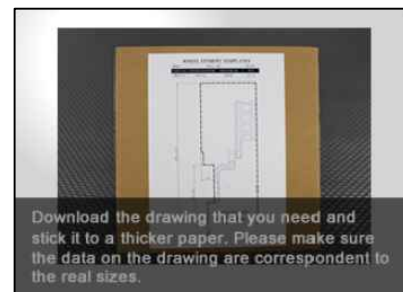 Download the drawing that you need and
stick it to a thicker paper. Please make sure
the data on the drawing are correspondent to
the real sizes.